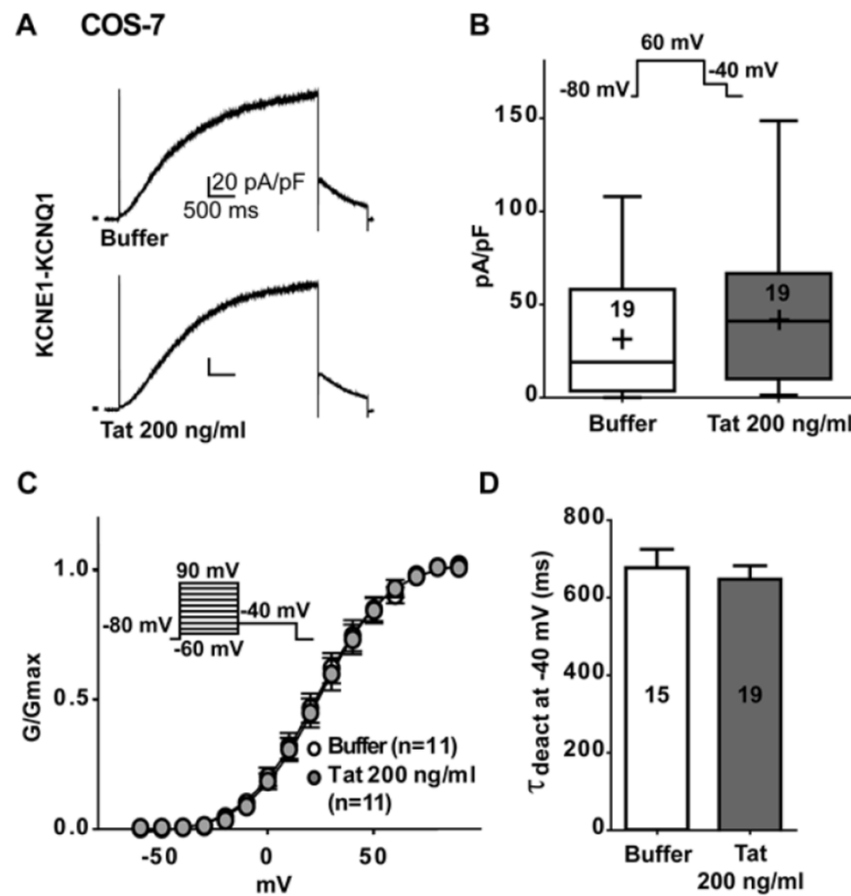 A COS-7
KCNE1-KCNQ1
20 pA/pF
500 ms
Buffer
Tat 200 ng/ml
B
60 mV
-80 mV
-40 mV
pA/pF
150
100
50
0
19
19
Buffer
Tat 200 ng/ml
C
G/Gmax
1.0
0.5
0.0
90 mV
-80 mV
-40 mV
-60 mV
Buffer (n=11)
Tat 200 ng/ml
(n=11)
-50
0
50
mV
D
τ deact at -40 mV (ms)
800
600
400
200
0
15
19
Buffer
Tat
200 ng/ml